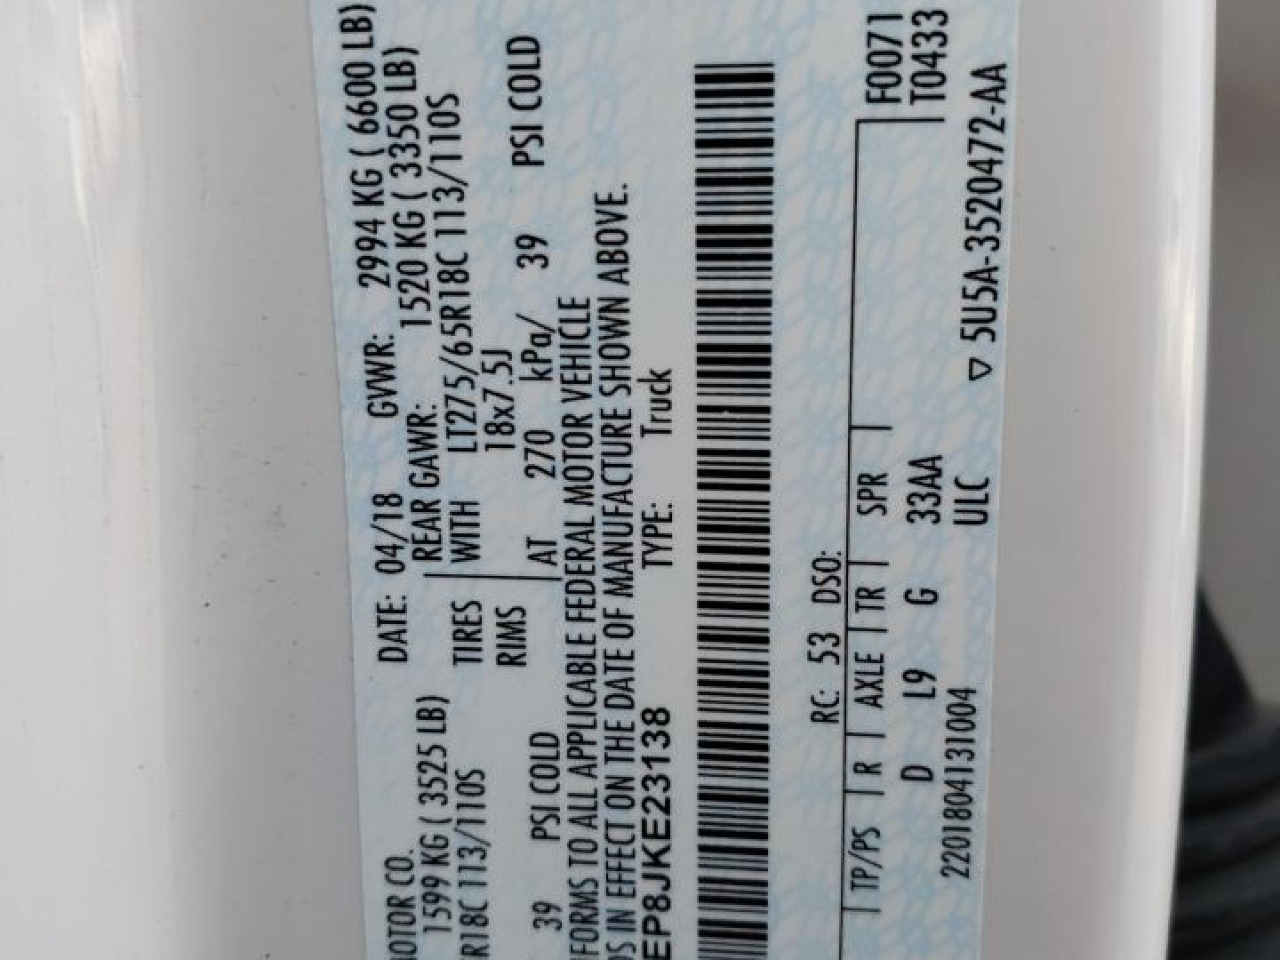 OTOR CO. DATE: 04/18 GVWR: 2994 KG ( 6600 LB)
1599 KG ( 3525 LB) REAR GAWR: 1520 KG ( 3350 LB)
R18C 113/110S TIRES WITH LT275/65R18C 113/110S
RIMS 18x7.5J
39 PSI COLD AT 270 kPa/ 39 PSI COLD
FORMS TO ALL APPLICABLE FEDERAL MOTOR VEHICLE
DS IN EFFECT ON THE DATE OF MANUFACTURE SHOWN ABOVE.
EP8JKE23138 TYPE: Truck
RC: 53 DSO:
TP/PS R AXLE TR SPR F0071
D L9 G 33AA T0433
2201804131004 ULC ▽ 5U5A-3520472-AA